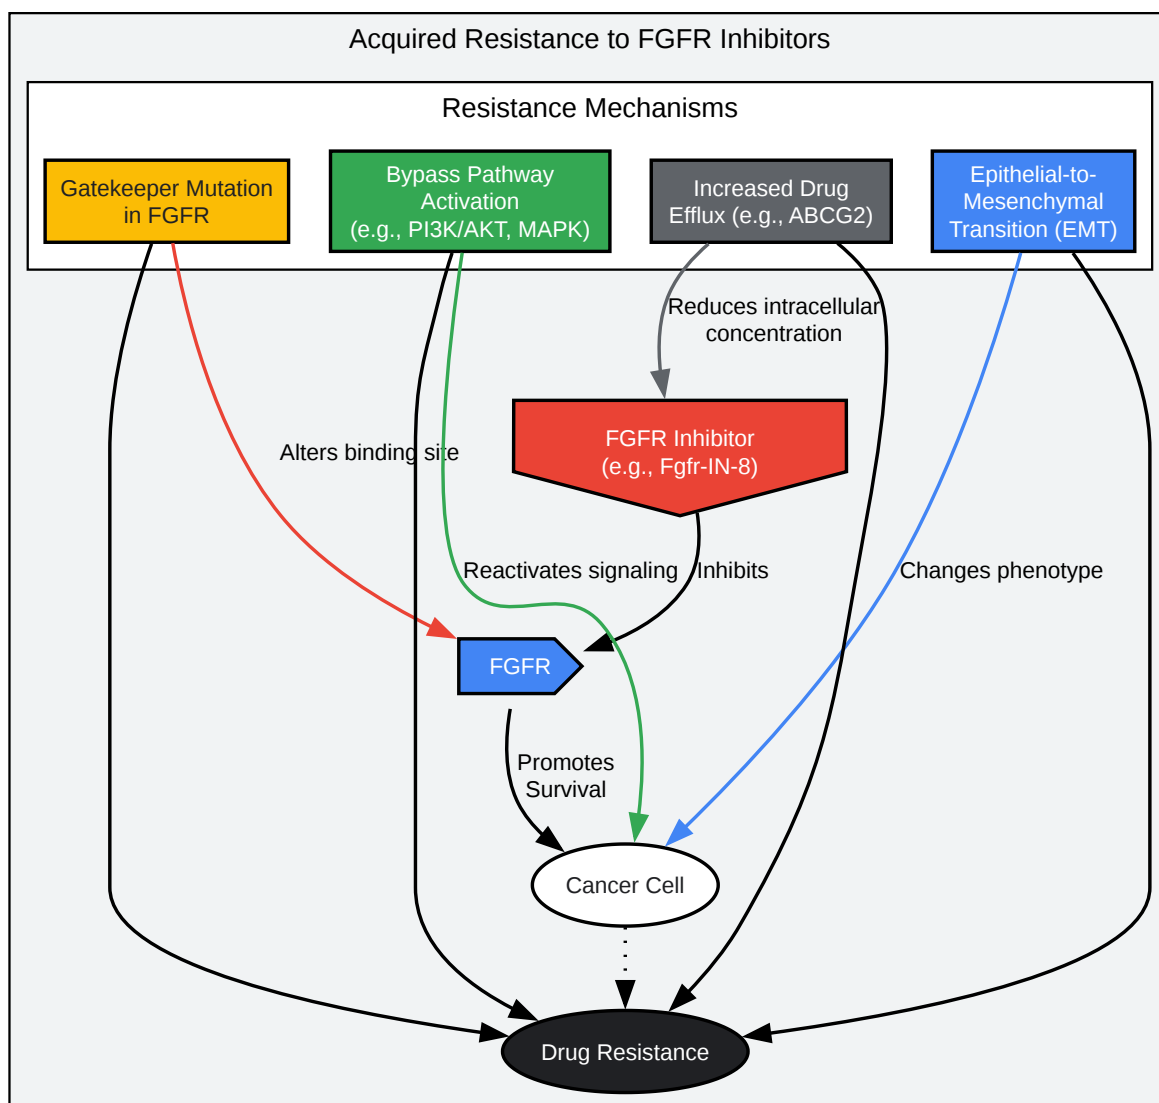 Acquired Resistance to FGFR Inhibitors
Resistance Mechanisms
Gatekeeper Mutation
in FGFR
Bypass Pathway
Activation
(e.g., PI3K/AKT, MAPK)
Increased Drug
Efflux (e.g., ABCG2)
Epithelial-to-
Mesenchymal
Transition (EMT)
Reduces intracellular
concentration
Alters binding site
FGFR Inhibitor
(e.g., Fgfr-IN-8)
Reactivates signaling
Inhibits
Changes phenotype
FGFR
Promotes
Survival
Cancer Cell
Drug Resistance